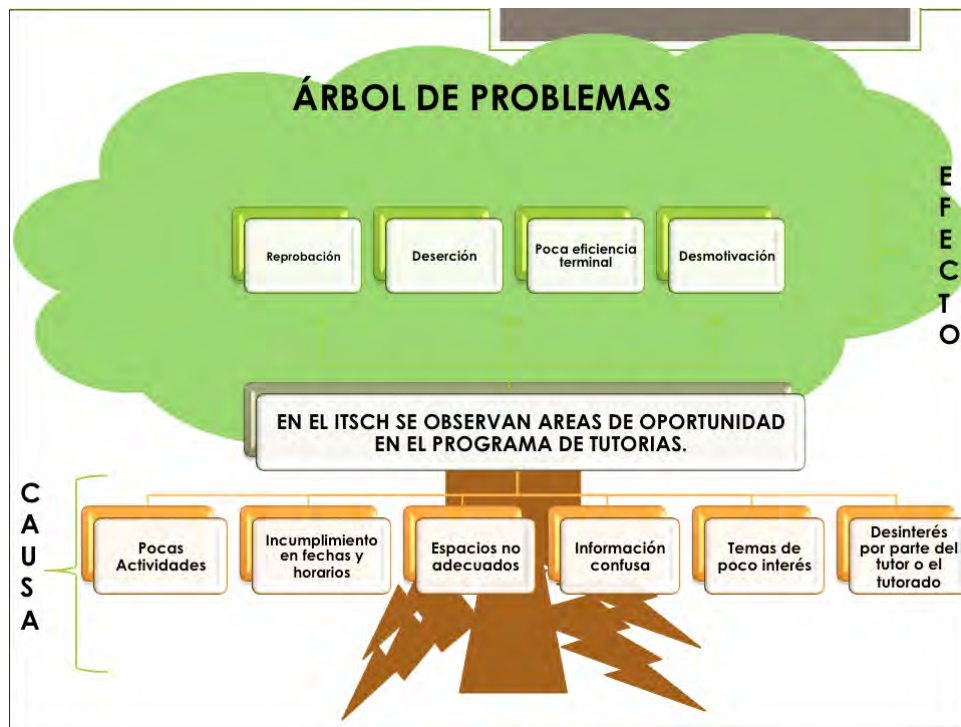 ÁRBOL DE PROBLEMAS
Reprobación
Deserción
Poca eficiencia
terminal
Desmotivación
EFECTO
EN EL ITSCH SE OBSERVAN AREAS DE OPORTUNIDAD
EN EL PROGRAMA DE TUTORIAS.
CAUSA
Pocas
Actividades
Incumplimiento
en fechas y
horarios
Espacios no
adecuados
Información
confusa
Temas de
poco interés
Desinterés
por parte del
tutor o el
tutorado